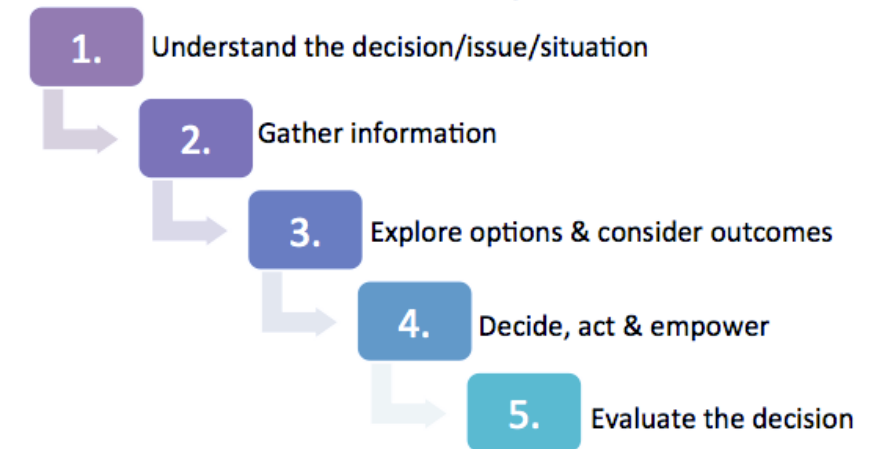 1. Understand the decision/issue/situation
2. Gather information
3. Explore options & consider outcomes
4. Decide, act & empower
5. Evaluate the decision